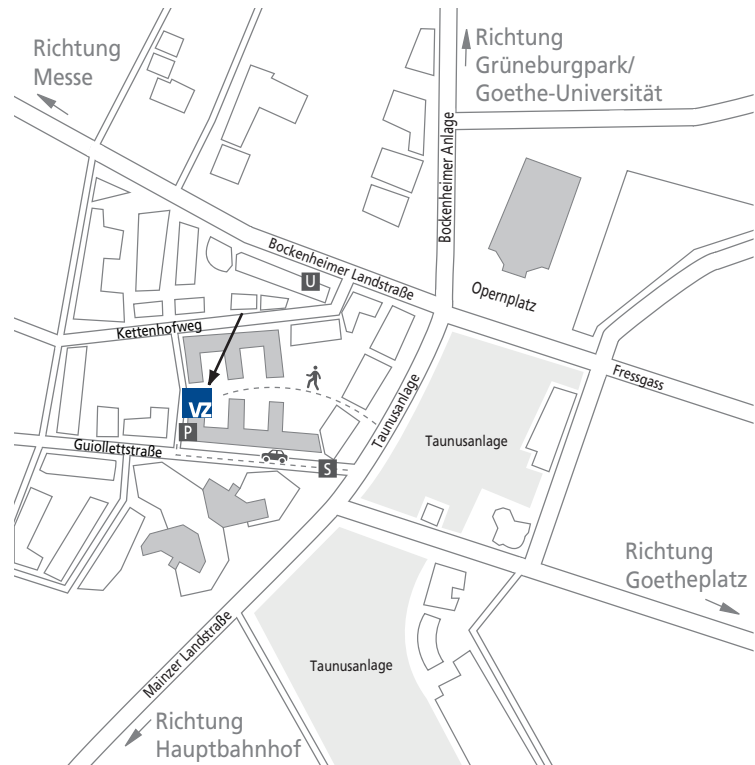 Richtung
Messe
Richtung
Grüneburgpark/
Goethe-Universität
Bockenheimer Anlage
Bockenheimer Landstraße
U
Opernplatz
Kettenhofweg
Fressgass
Taunusanlage
VZ
P
Taunusanlage
Guiollettstraße
S
Richtung
Goetheplatz
Mainzer Landstraße
Taunusanlage
Richtung
Hauptbahnhof